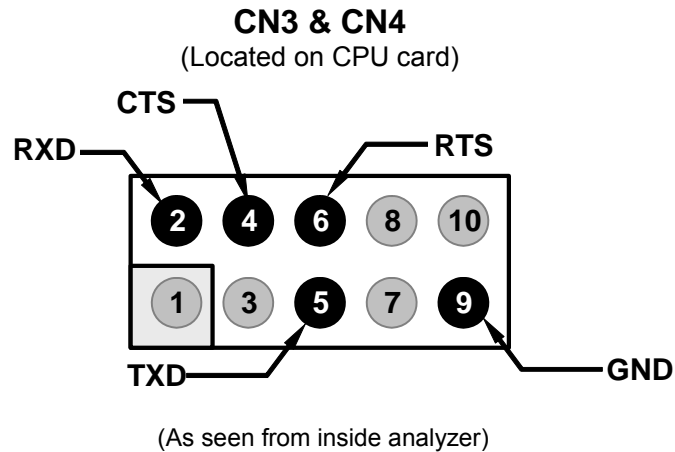 CN3 & CN4
(Located on CPU card)
CTS
RXD
RTS
2 4 6 8 10
1 3 5 7 9
TXD
GND
(As seen from inside analyzer)